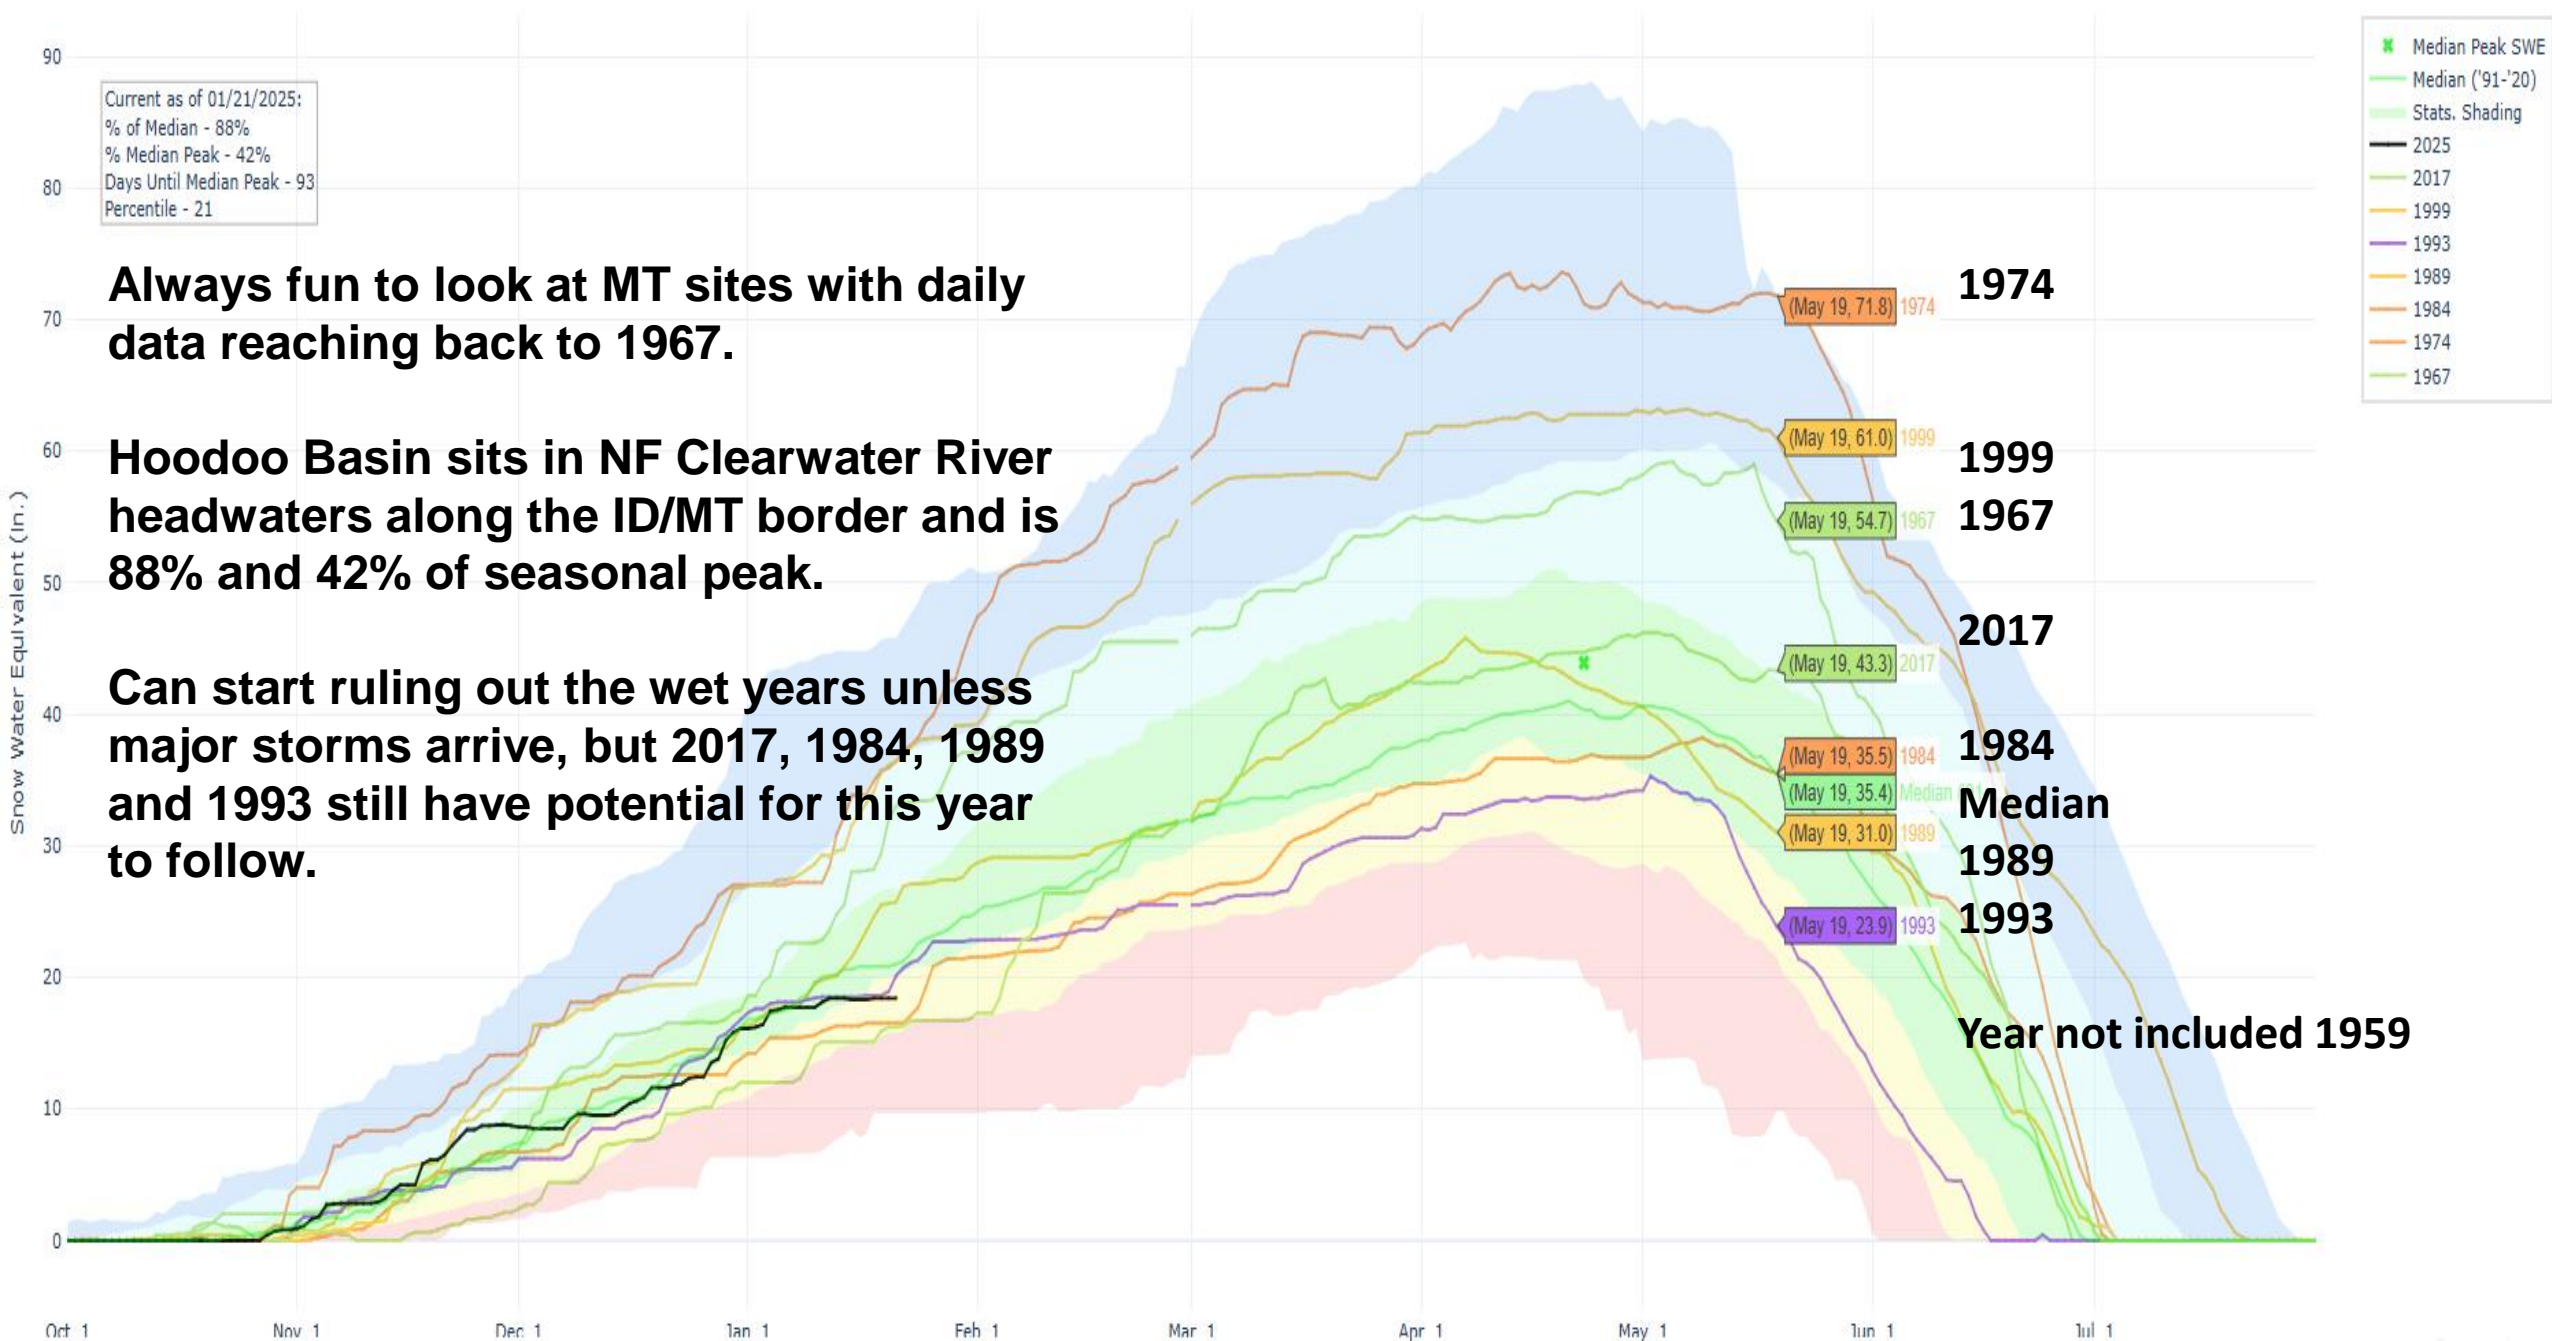 90
80
70
60
50
40
30
20
10
0
Snow Water Equivalent (In.)
Current as of 01/21/2025:
% of Median - 88%
% Median Peak - 42%
Days Until Median Peak - 93
Percentile - 21
Always fun to look at MT sites with daily
data reaching back to 1967.
Hoodoo Basin sits in NF Clearwater River
headwaters along the ID/MT border and is
88% and 42% of seasonal peak.
Can start ruling out the wet years unless
major storms arrive, but 2017, 1984, 1989
and 1993 still have potential for this year
to follow.
(May 19, 71.8) 1974
(May 19, 61.0) 1999
(May 19, 54.7) 1967
(May 19, 43.3) 2017
(May 19, 35.5) 1984
(May 19, 35.4) Median
(May 19, 31.0) 1989
(May 19, 23.9) 1993
1974
1999
1967
2017
1984
Median
1989
1993
Year not included 1959
Median Peak SWE
Median ('91-'20)
Stats. Shading
2025
2017
1999
1993
1989
1984
1974
1967
Oct 1
Nov 1
Dec 1
Jan 1
Feb 1
Mar 1
Apr 1
May 1
Jun 1
Jul 1